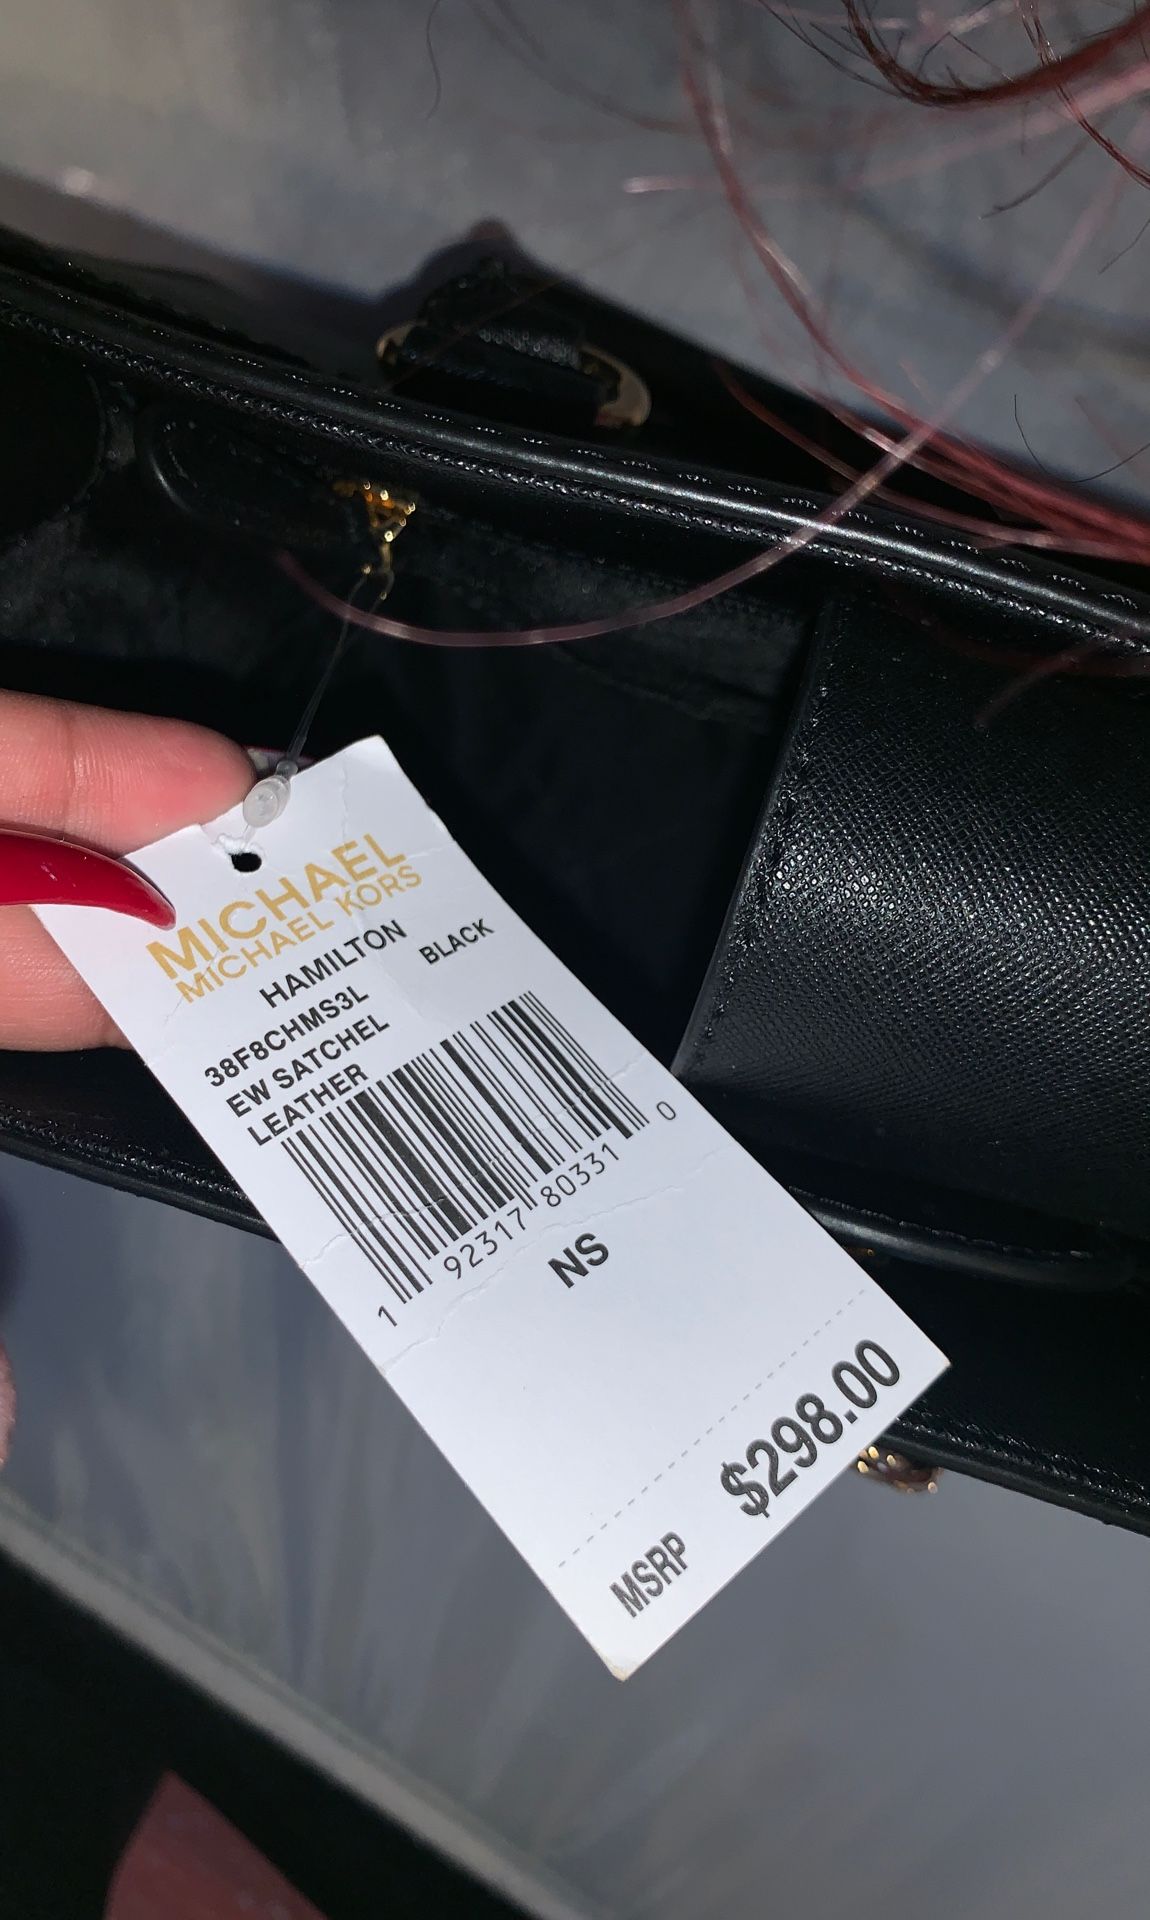 MICHAEL
MICHAEL KORS
HAMILTON
38F8CHMS3L BLACK
EW SATCHEL
LEATHER
1 92317 80331 0
NS
MSRP $298.00